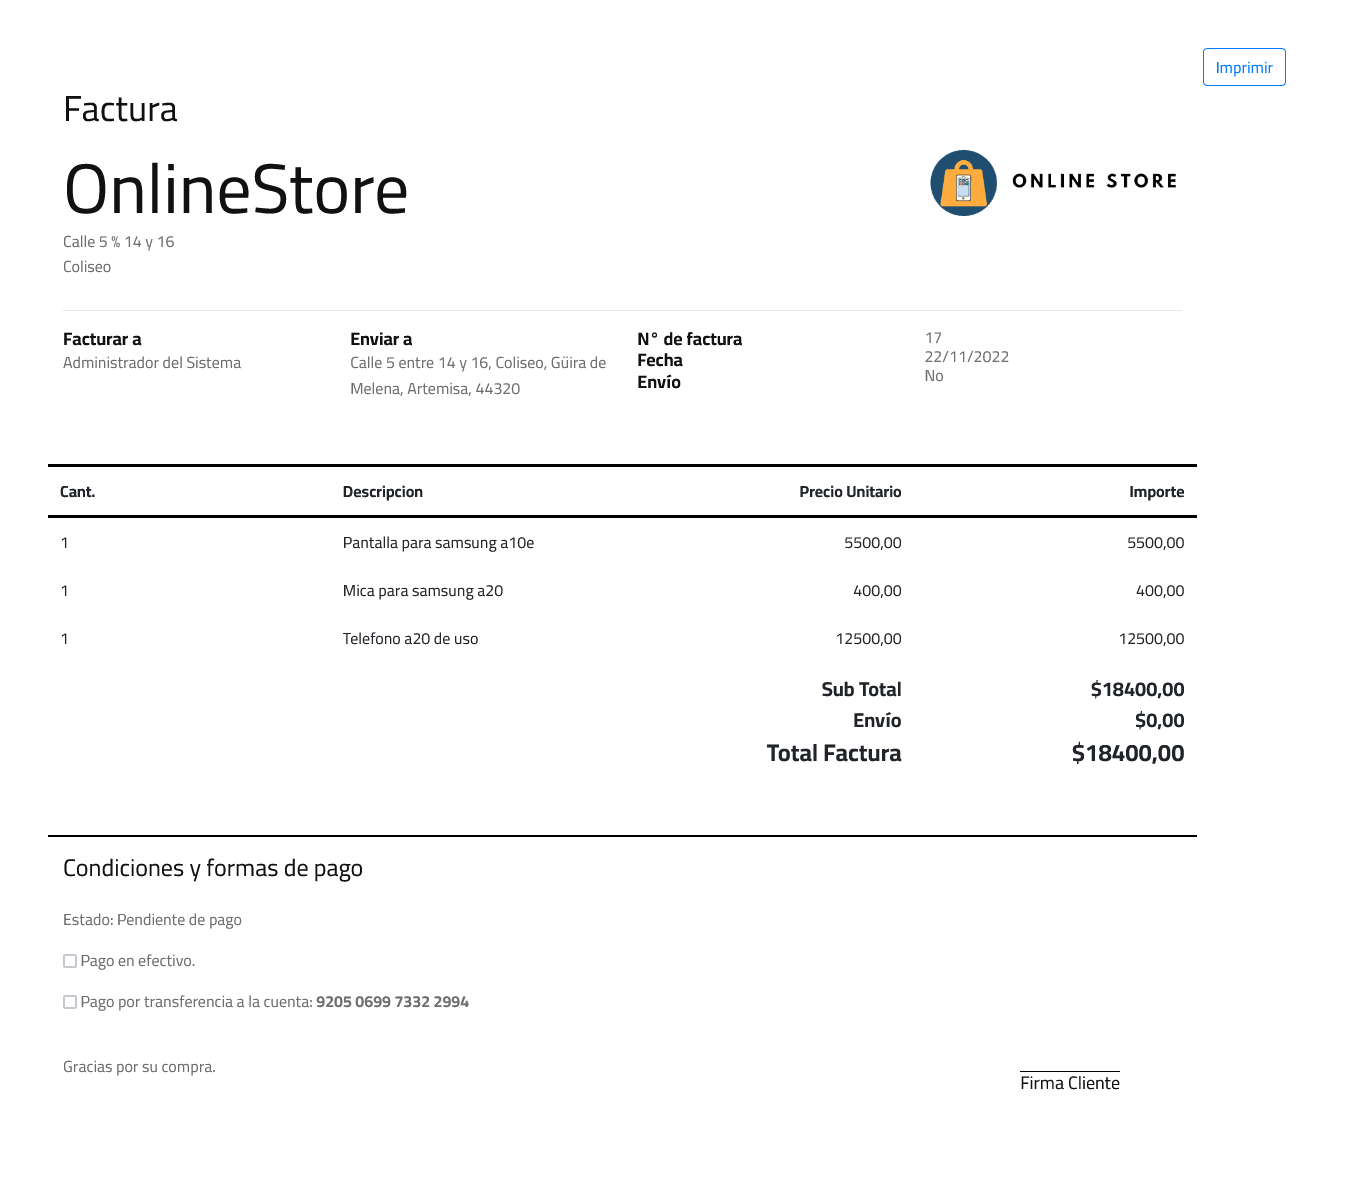 Imprimir
Factura
OnlineStore
ONLINE STORE
Calle 5 % 14 y 16
Coliseo
Facturar a
Administrador del Sistema
Enviar a
Calle 5 entre 14 y 16, Coliseo, Güira de
Melena, Artemisa, 44320
N° de factura
Fecha
Envío
17
22/11/2022
No
Cant. Descripcion Precio Unitario Importe
1 Pantalla para samsung a10e 5500,00 5500,00
1 Mica para samsung a20 400,00 400,00
1 Telefono a20 de uso 12500,00 12500,00
Sub Total $18400,00
Envío $0,00
Total Factura $18400,00
Condiciones y formas de pago
Estado: Pendiente de pago
Pago en efectivo.
Pago por transferencia a la cuenta: 9205 0699 7332 2994
Gracias por su compra.
Firma Cliente